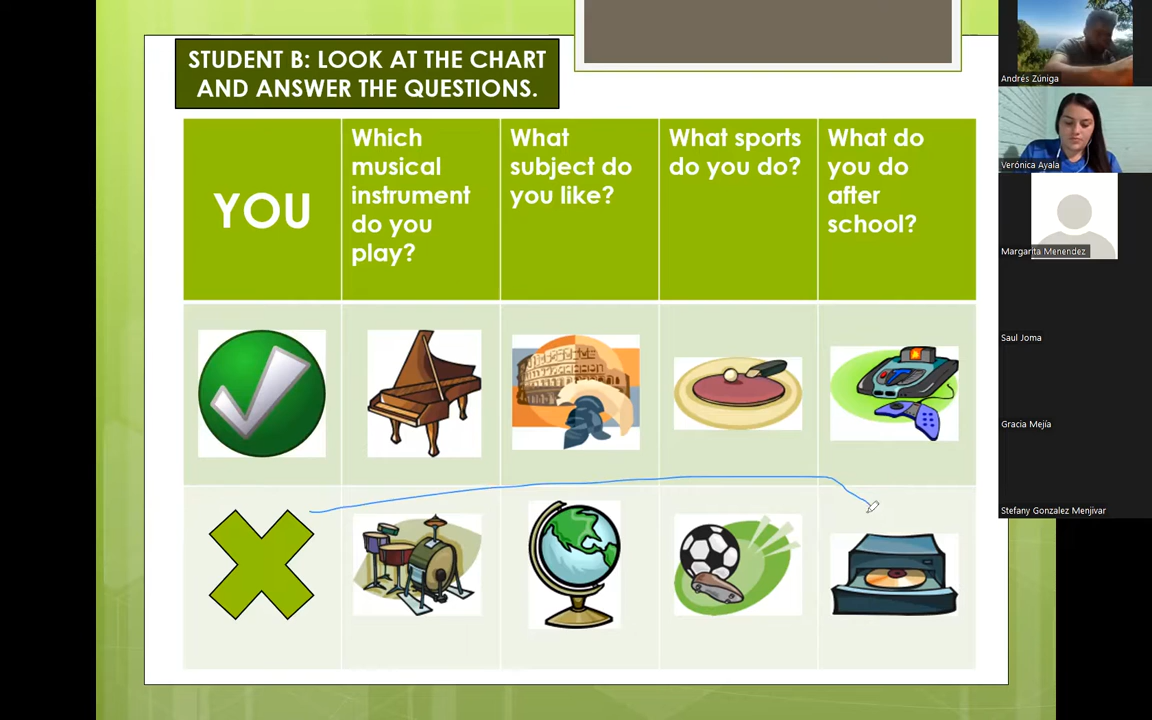 STUDENT B: LOOK AT THE CHART
AND ANSWER THE QUESTIONS.
YOU
Which
musical
instrument
do you
play?
What
subject do
you like?
What sports
do you do?
What do
you do
after
school?
Andrés Zúniga
Verónica Ayala
Margarita Menendez
Saul Joma
Gracia Mejía
Stefany Gonzalez Menjivar